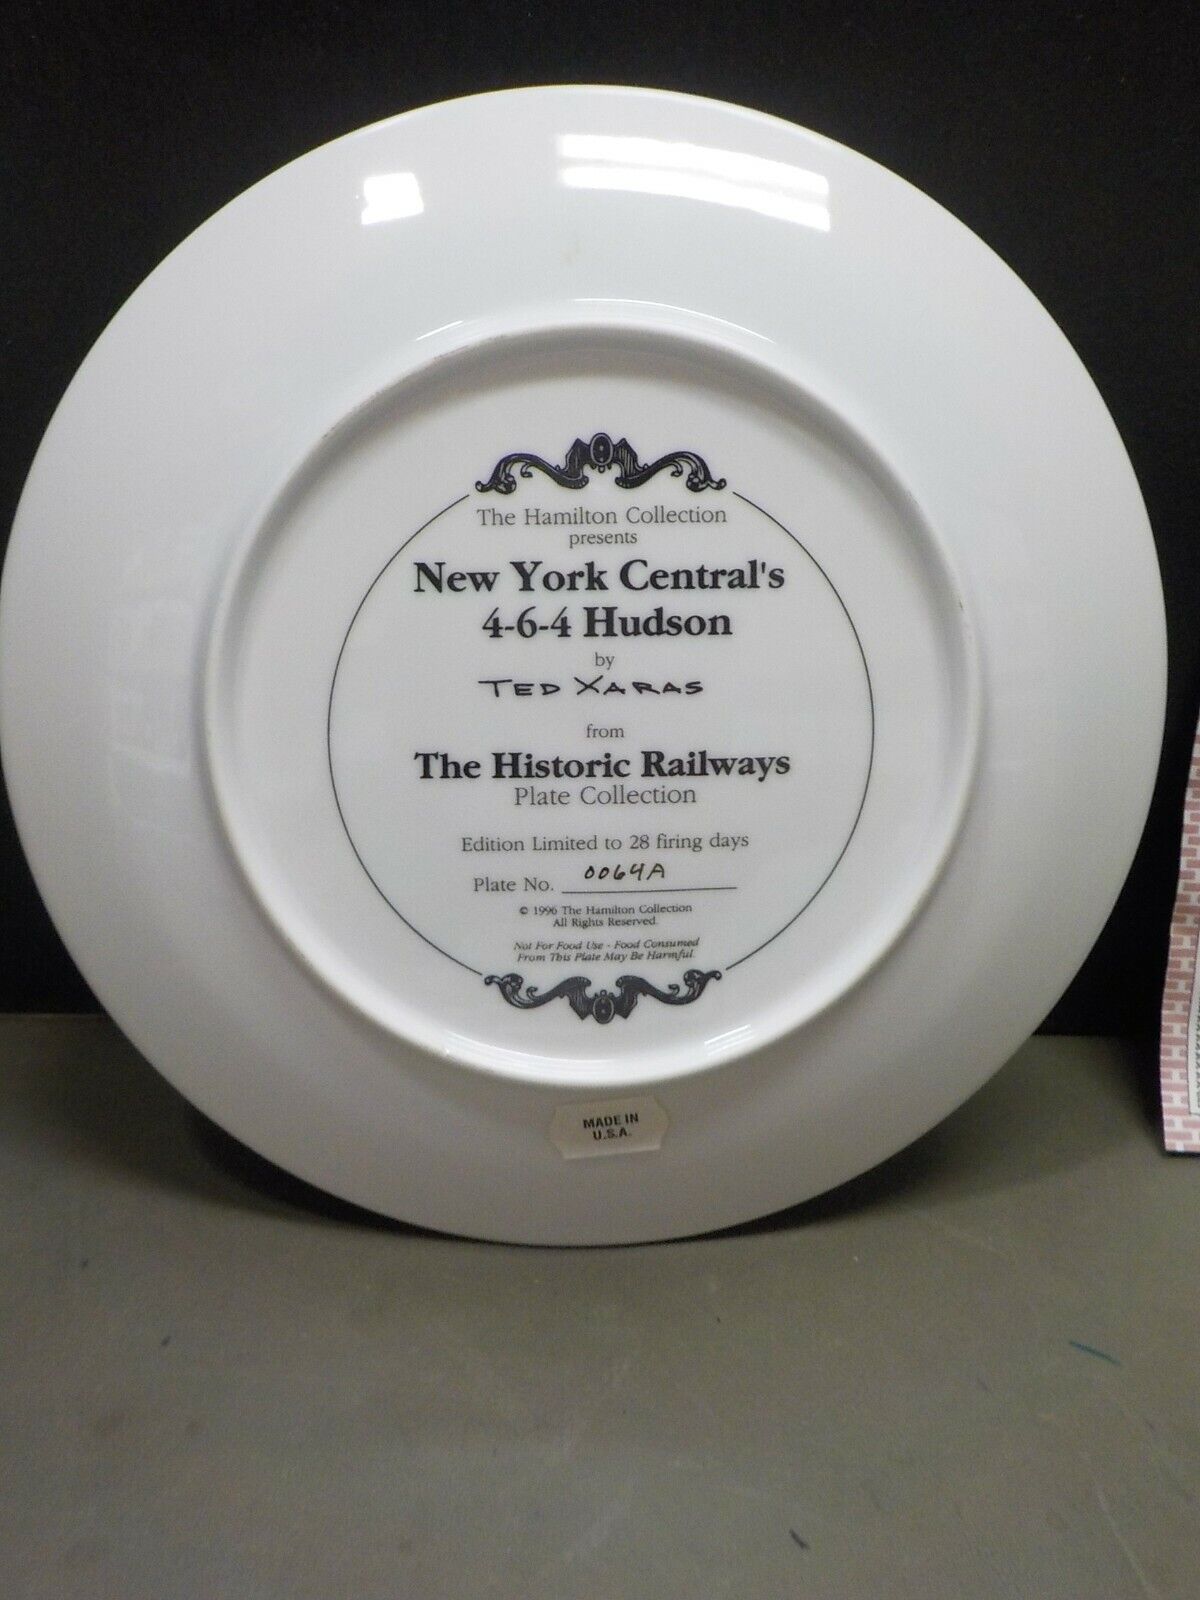 The Hamilton Collection
presents
New York Central's
4-6-4 Hudson
by
TED XARAS
from
The Historic Railways
Plate Collection
Edition Limited to 28 firing days
Plate No. 0064A
© 1996 The Hamilton Collection
All Rights Reserved.
Not For Food Use - Food Consumed
From This Plate May Be Harmful.
MADE IN
U.S.A.